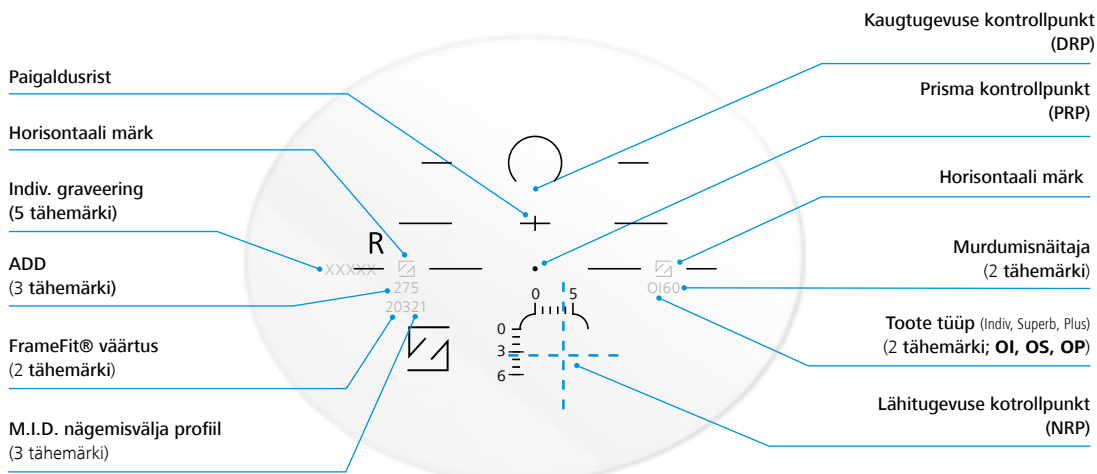 Kaugtugevuse kontrollpunkt
(DRP)
Paigaldusrist
Prisma kontrollpunkt
(PRP)
Horisontaali märk
Horisontaali märk
Indiv. graveering
(5 tähemärki)
R
XXXXX
Murdumisnäitaja
(2 tähemärki)
ADD
(3 tähemärki)
275
OI60
20321
0 5
0
3
6
Toote tüüp (Indiv, Superb, Plus)
(2 tähemärki; OI, OS, OP)
FrameFit® väärtus
(2 tähemärki)
Lähitugevuse kotrollpunkt
(NRP)
M.I.D. nägemisvälja profiil
(3 tähemärki)